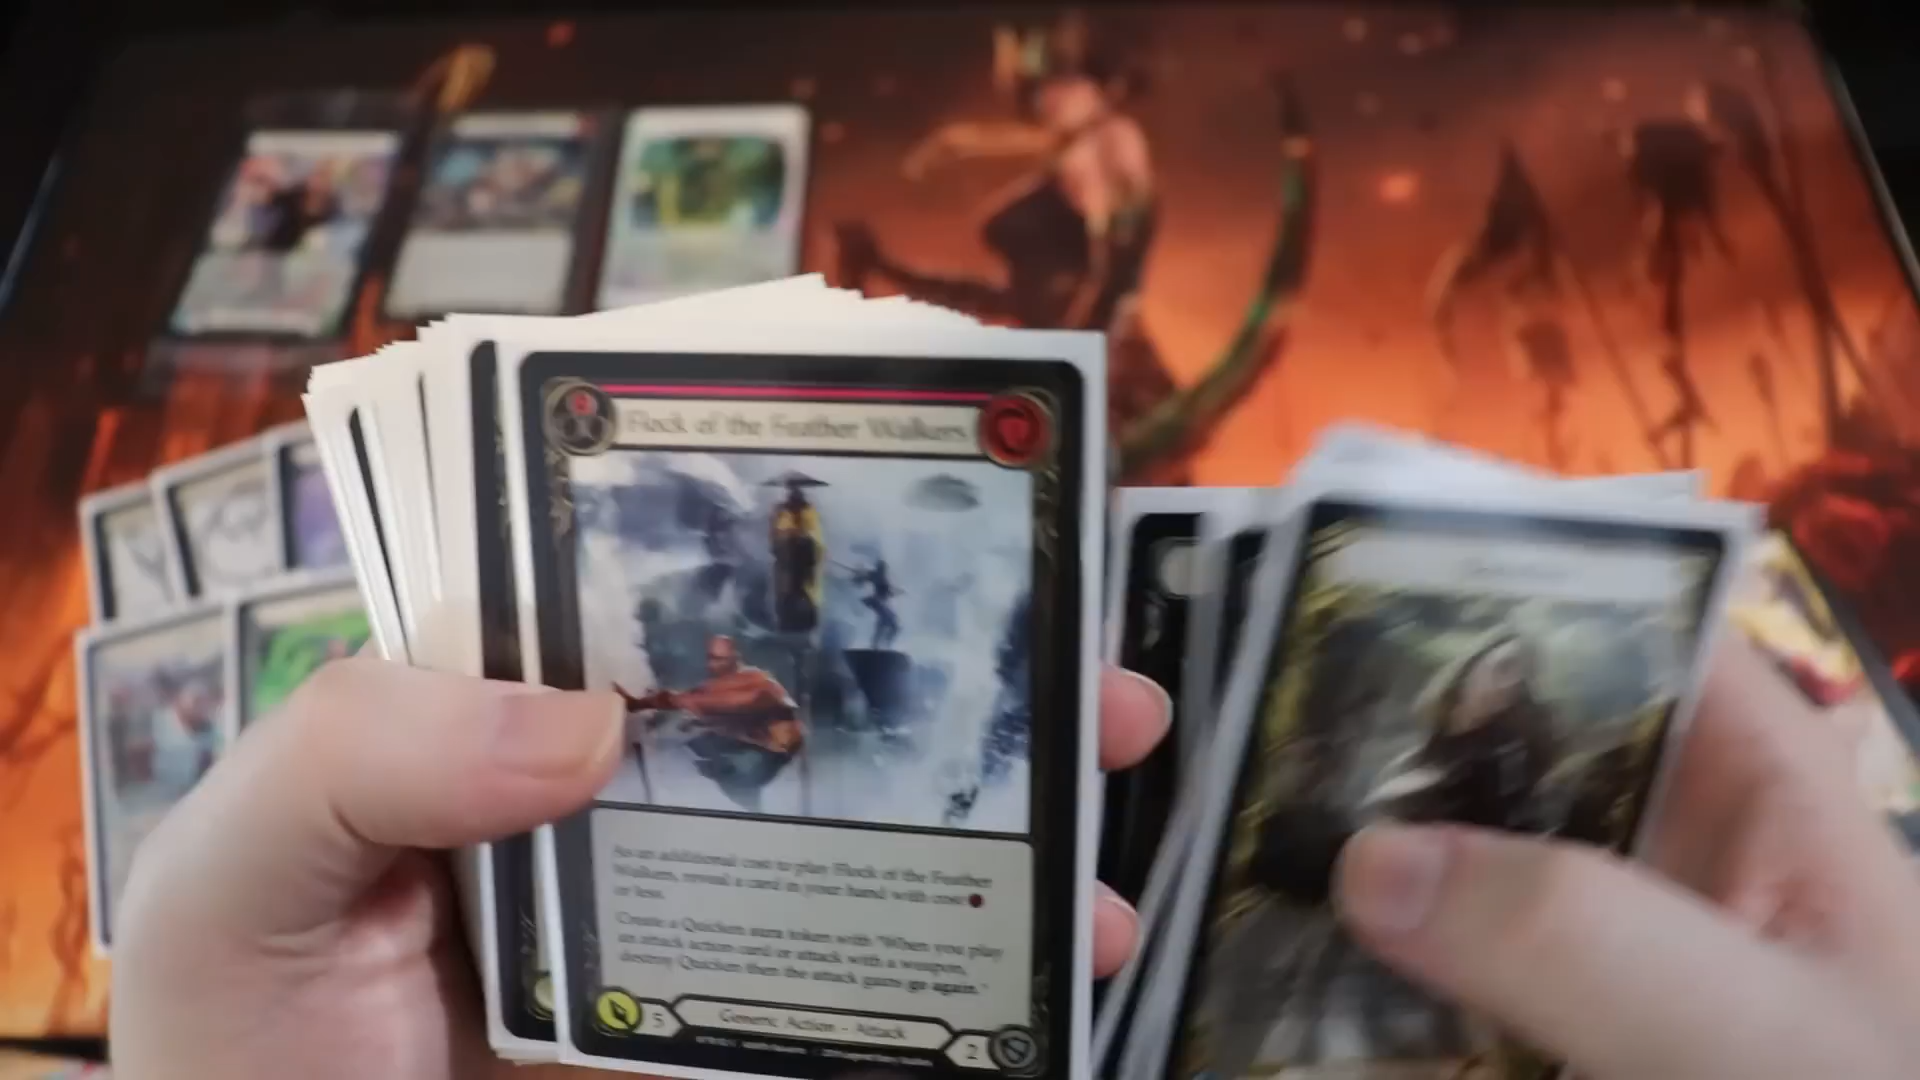 Flock of the Feather Walkers
As an additional cost to play Flock of the Feather
Walkers, reveal a card in your hand with cost
or less.
Create a Quicken aura token with "When you play
an attack action card or attack with a weapon,
destroy Quicken then the attack gains go again."
5
Generic Action - Attack
2